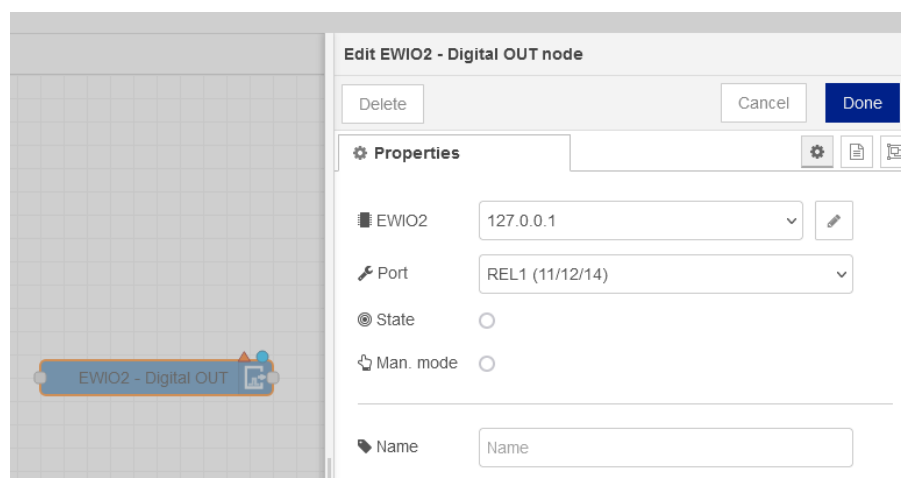 Edit EWIO2 - Digital OUT node
Delete
Cancel
Done
Properties
EWIO2
127.0.0.1
Port
REL1 (11/12/14)
State
Man. mode
EWIO2 - Digital OUT
Name
Name